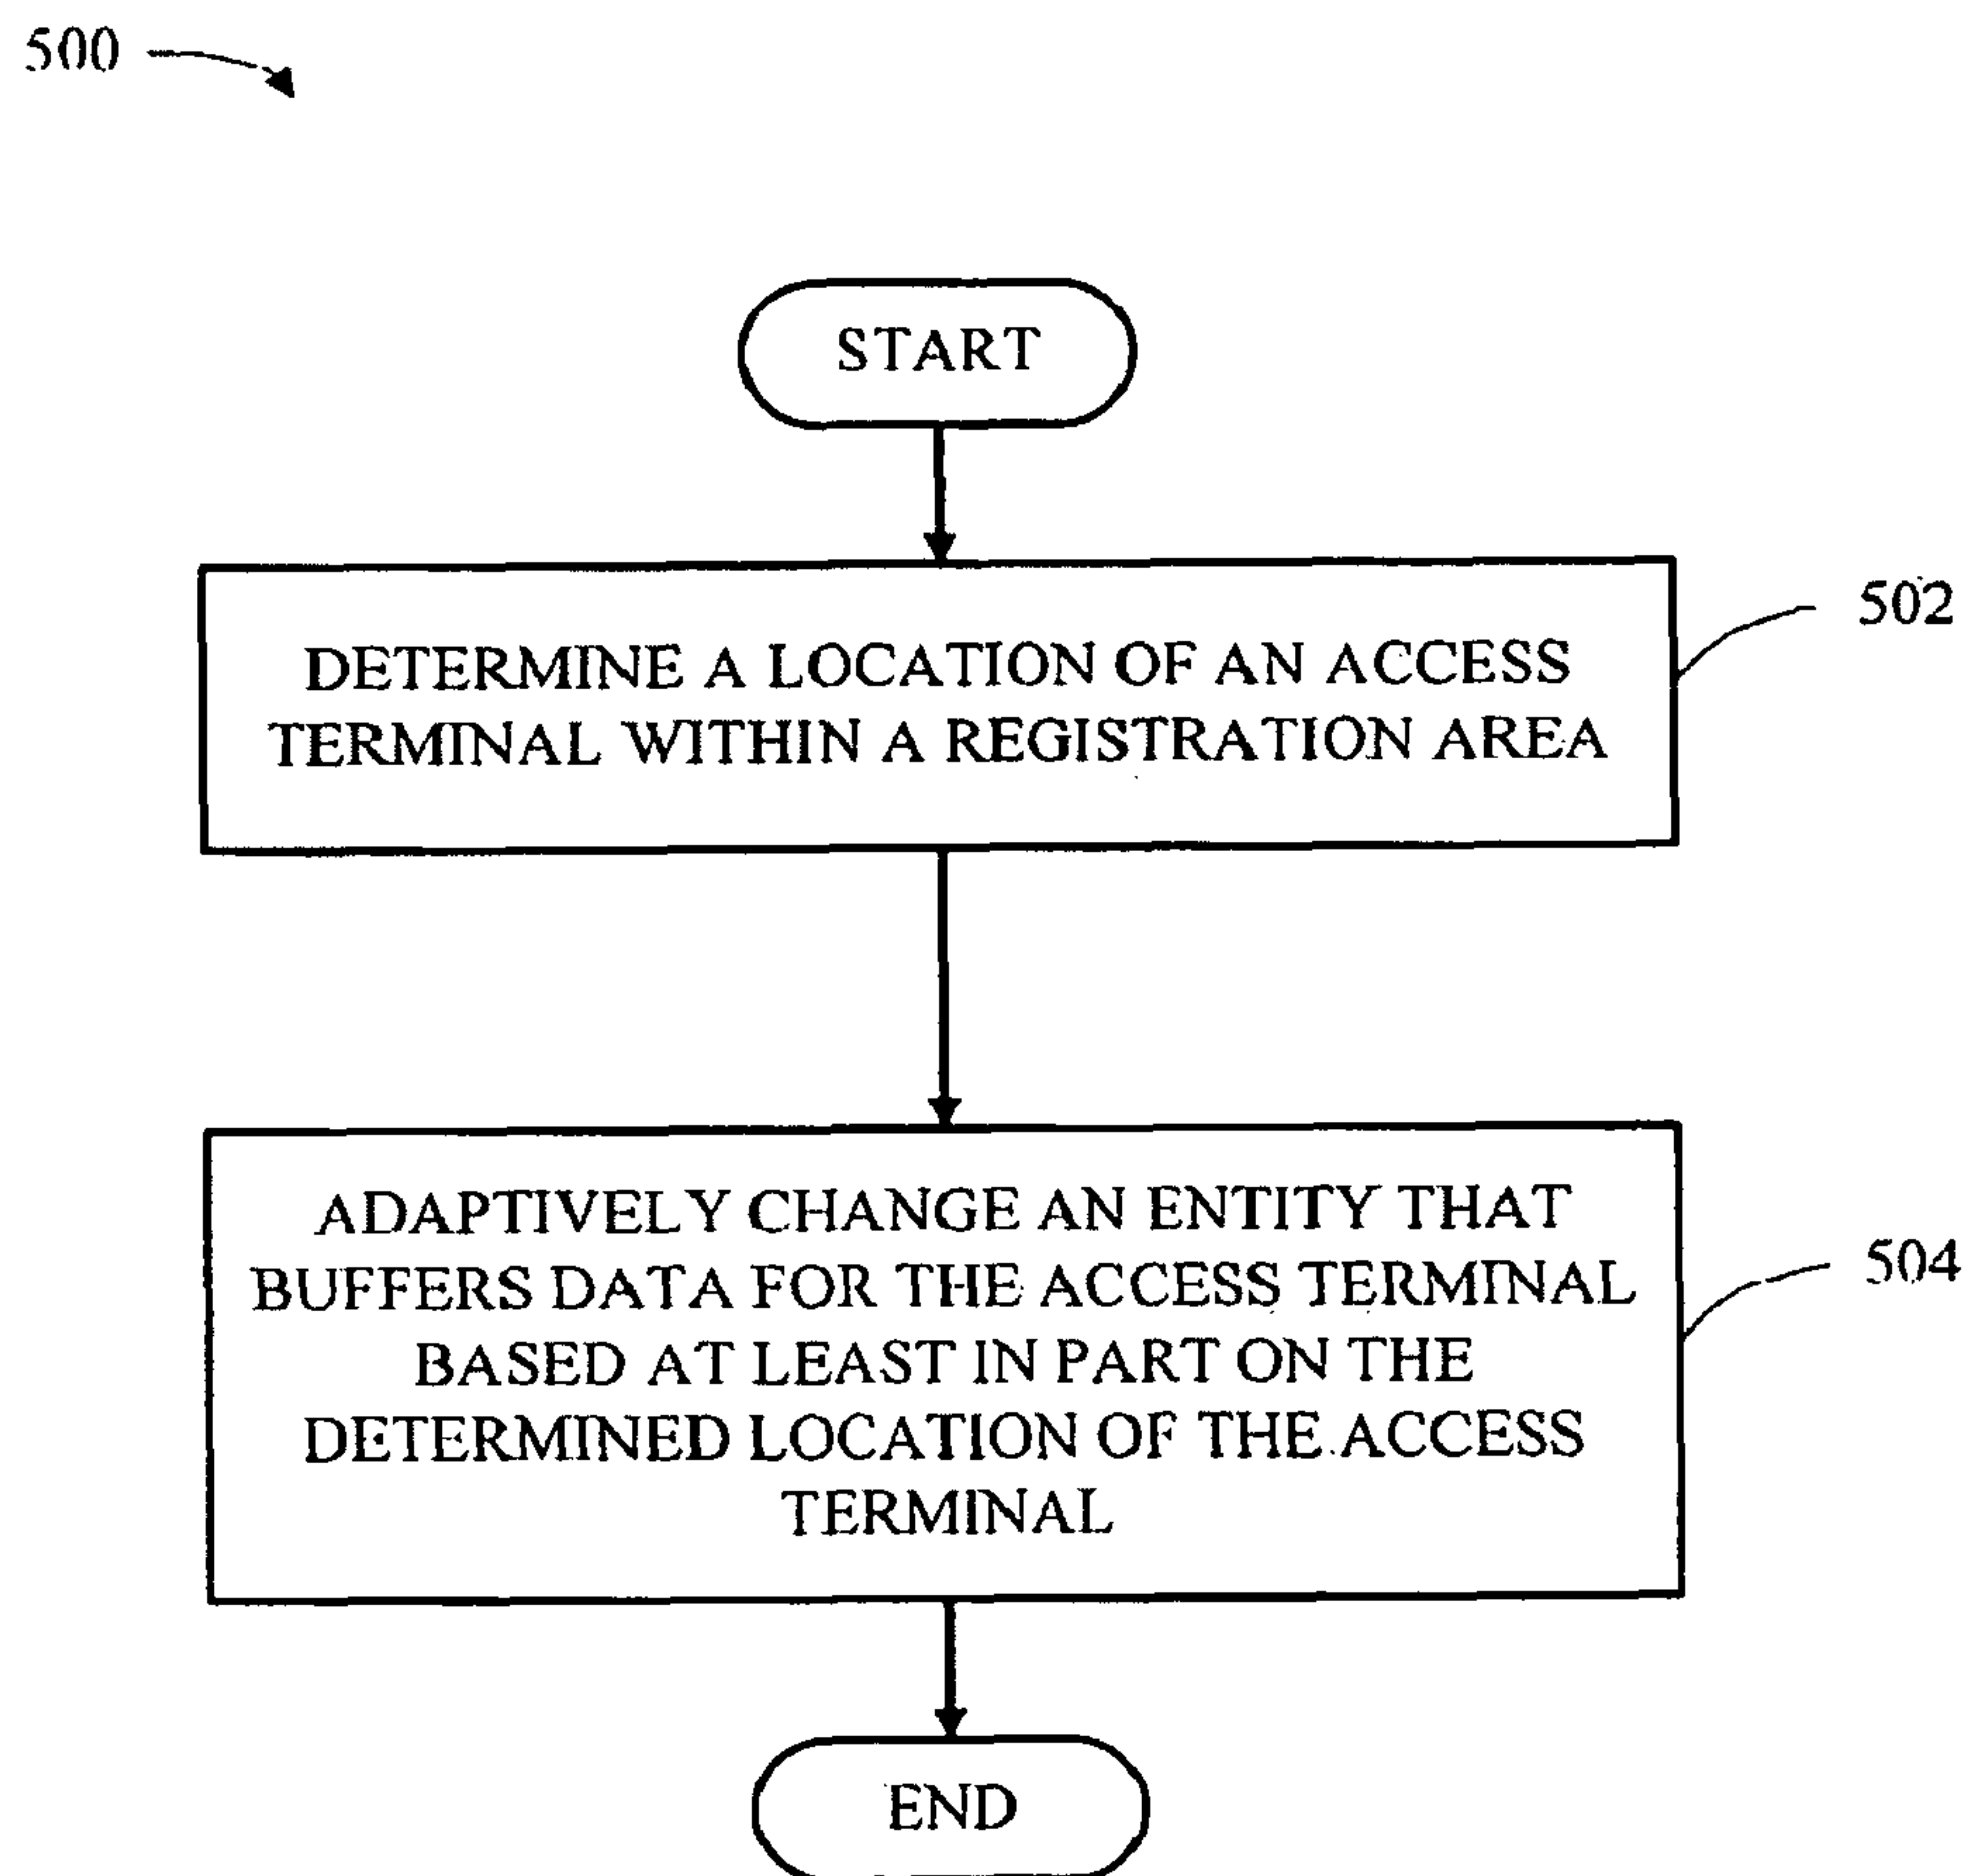 500
START
DETERMINE A LOCATION OF AN ACCESS
TERMINAL WITHIN A REGISTRATION AREA
502
ADAPTIVELY CHANGE AN ENTITY THAT
BUFFERS DATA FOR THE ACCESS TERMINAL
BASED AT LEAST IN PART ON THE
DETERMINED LOCATION OF THE ACCESS
TERMINAL
504
END